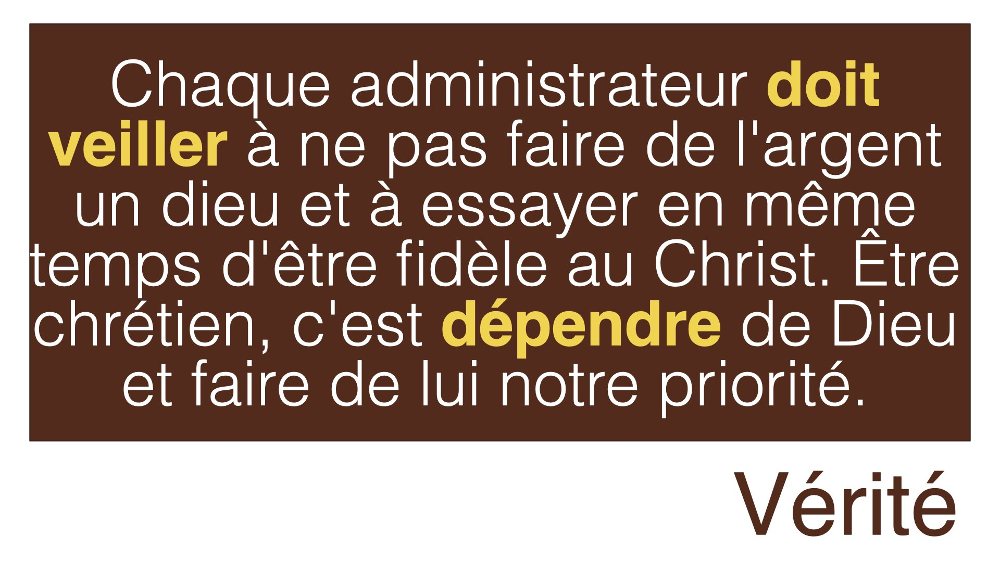 Chaque administrateur doit
veiller à ne pas faire de l'argent
un dieu et à essayer en même
temps d'être fidèle au Christ. Être
chrétien, c'est dépendre de Dieu
et faire de lui notre priorité.
Vérité